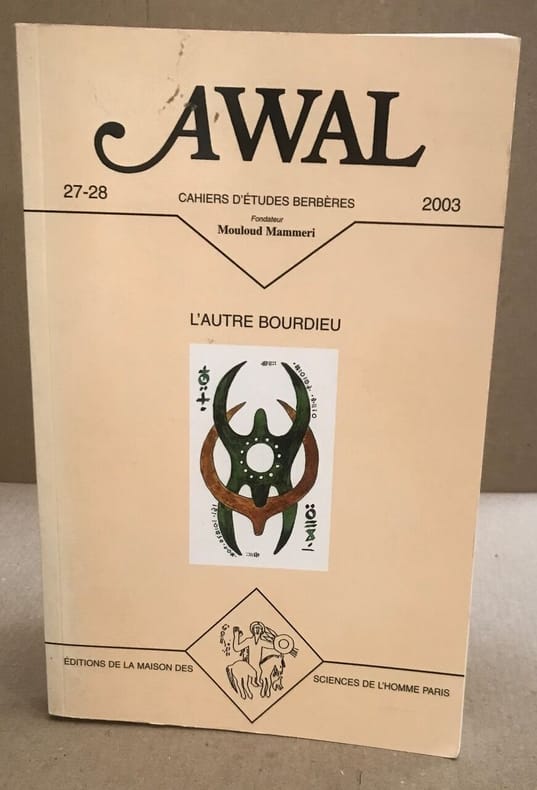 AWAL
27-28
CAHIERS D'ÉTUDES BERBÈRES
2003
Fondateur
Mouloud Mammeri
L'AUTRE BOURDIEU
ÉDITIONS DE LA MAISON DES
SCIENCES DE L'HOMME PARIS